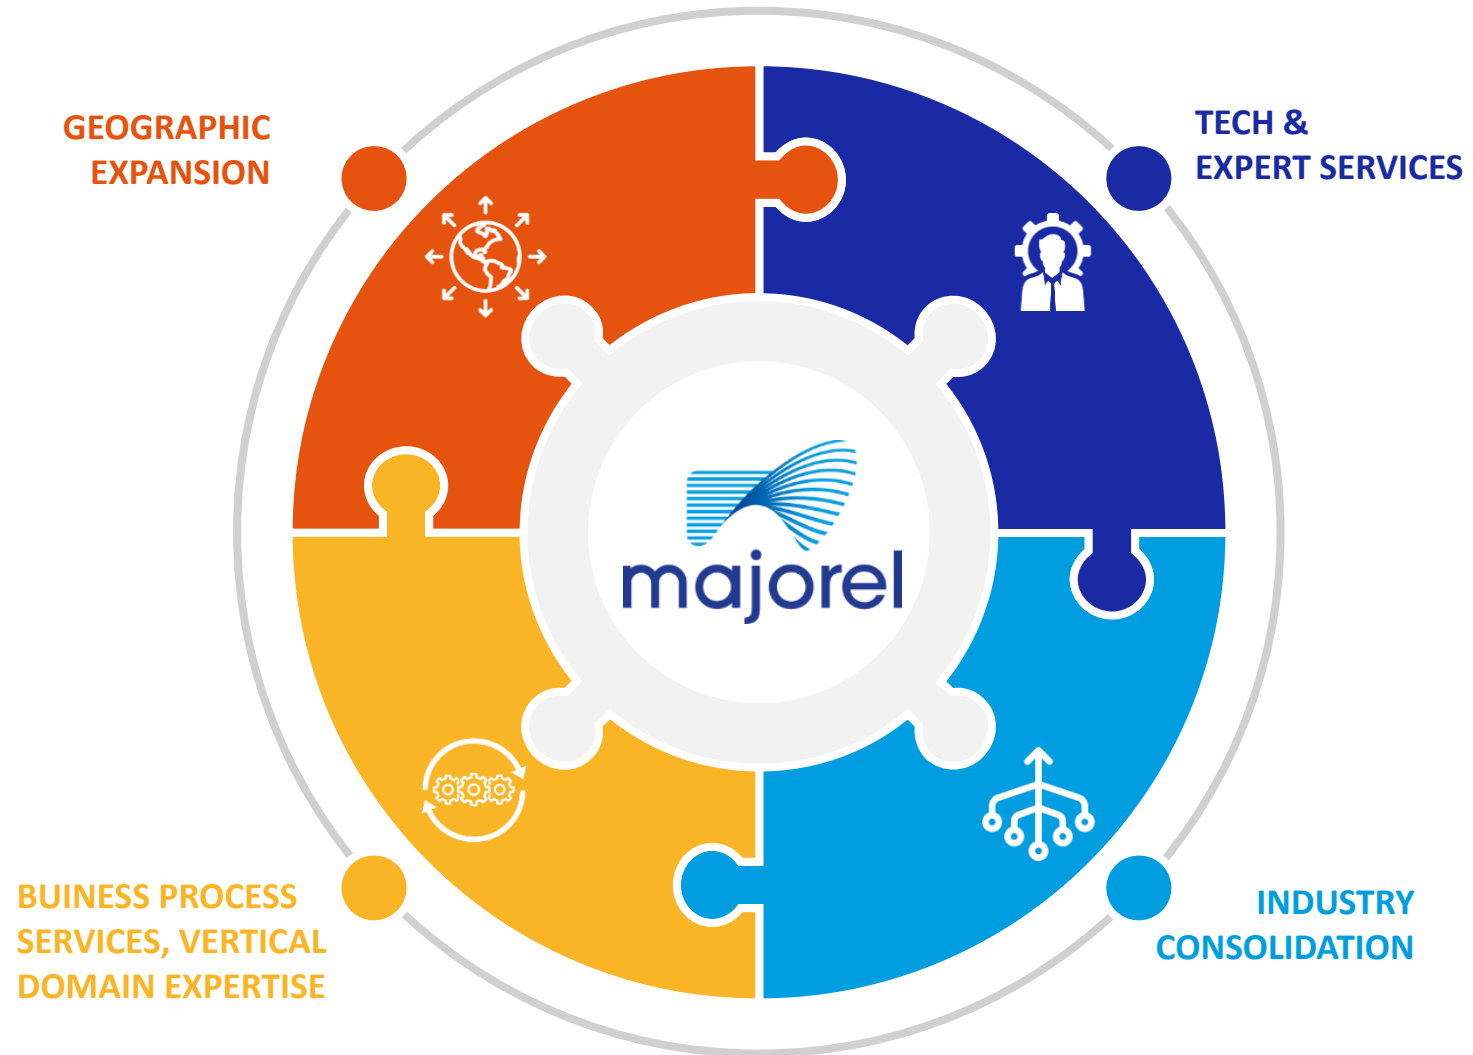 GEOGRAPHIC
EXPANSION
TECH &
EXPERT SERVICES
majorel
BUINESS PROCESS
SERVICES, VERTICAL
DOMAIN EXPERTISE
INDUSTRY
CONSOLIDATION